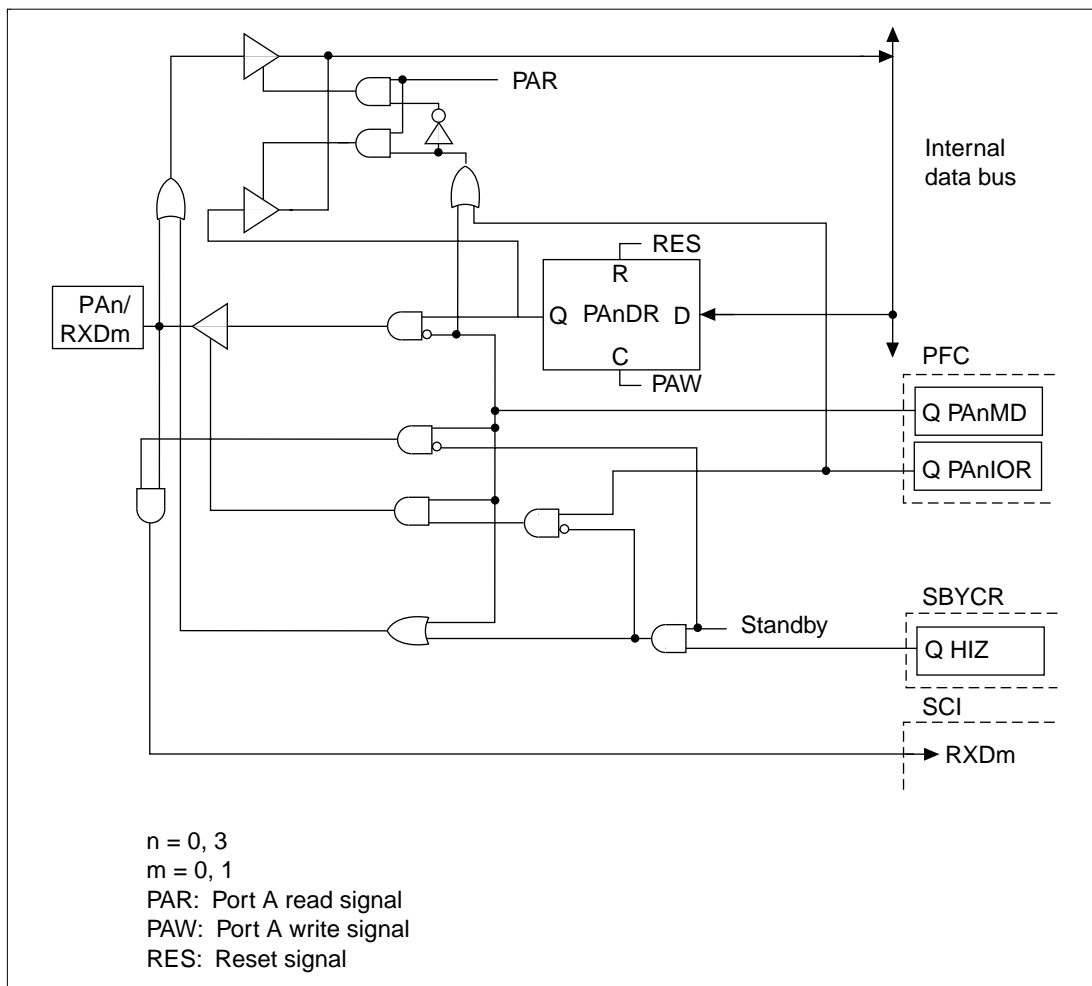 PAR
Internal
data bus
RES
R
PAn/
RXDm
Q PAnDR D
C
PAW
PFC
Q PAnMD
Q PAnIOR
SBYCR
Standby
Q HIZ
SCI
RXDm
n = 0, 3
m = 0, 1
PAR: Port A read signal
PAW: Port A write signal
RES: Reset signal